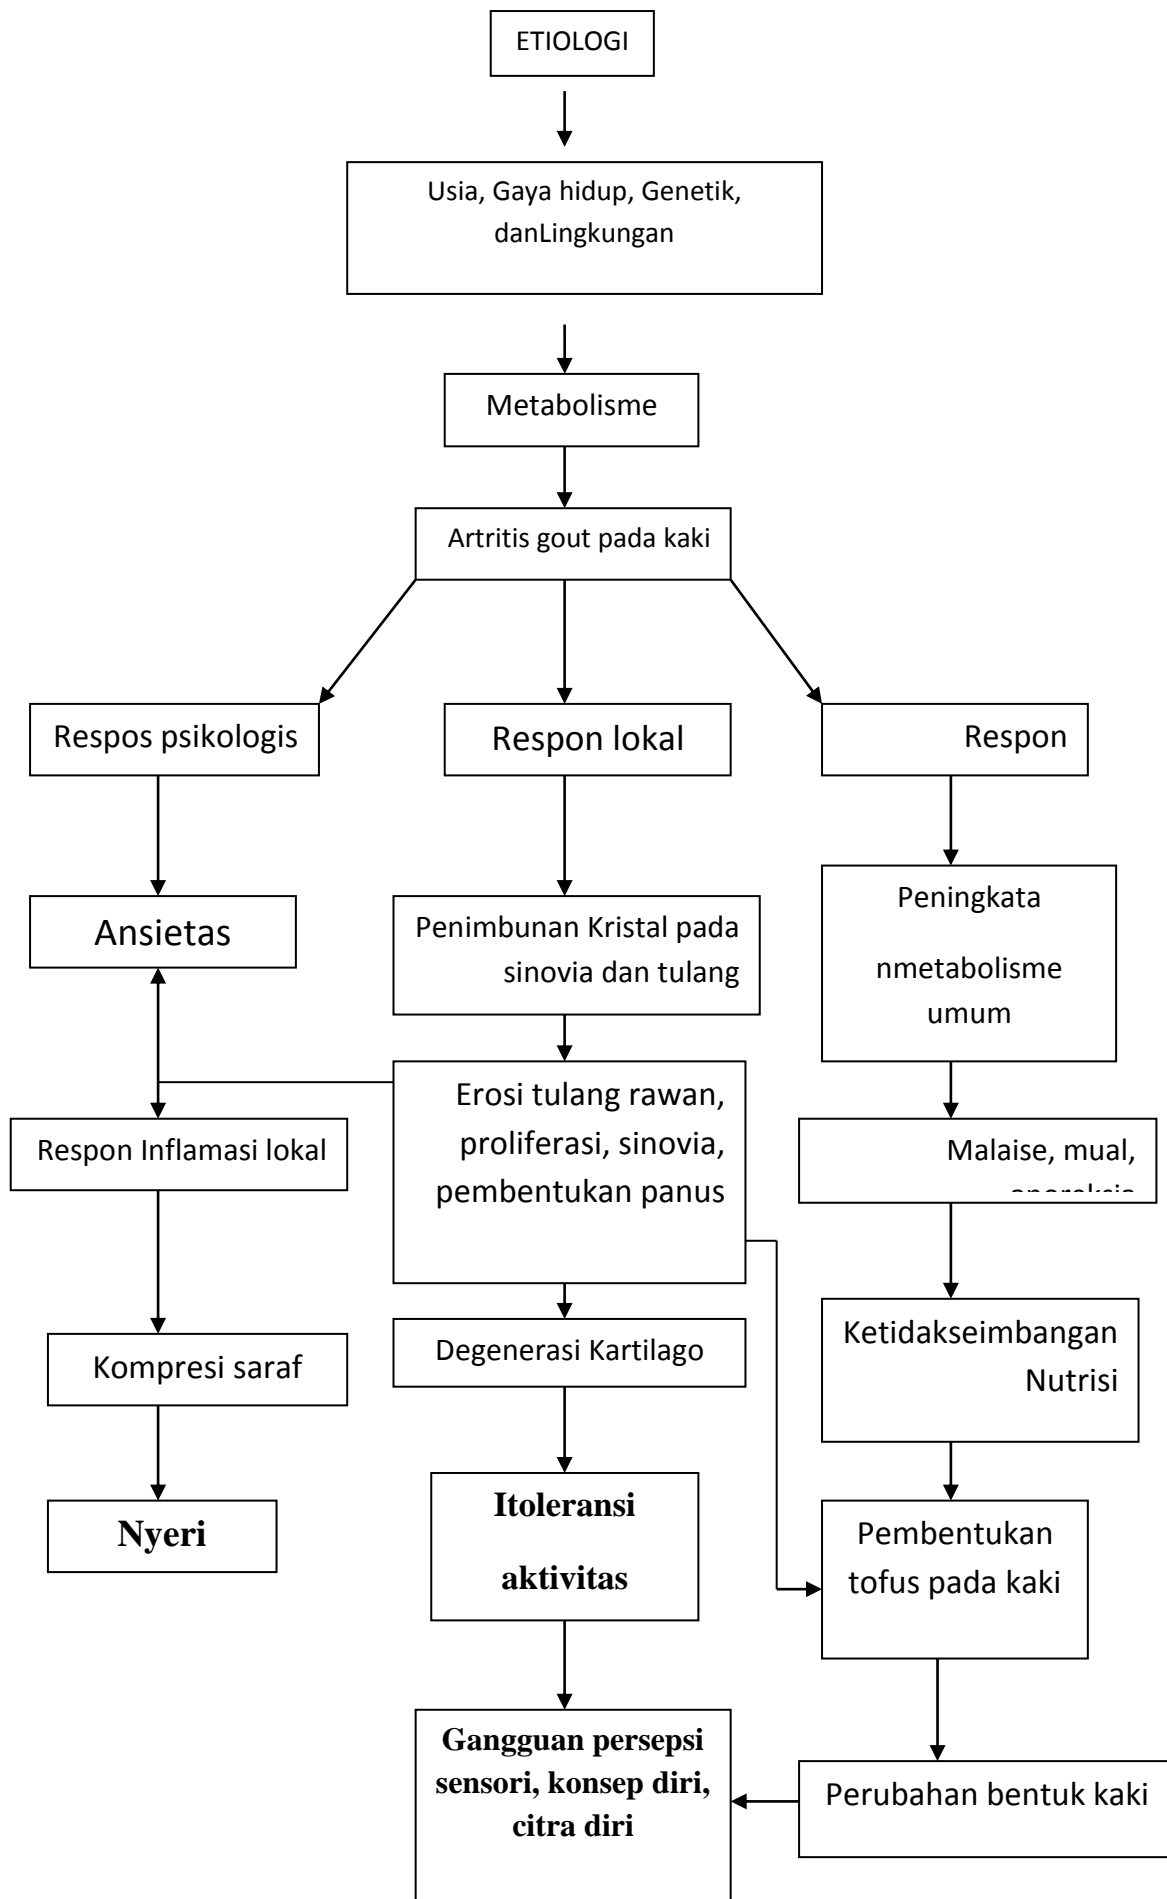 ETIOLOGI
Usia, Gaya hidup, Genetik,
danLingkungan
Metabolisme
Artritis gout pada kaki
Respos psikologis
Respon lokal
Respon
Ansietas
Penimbunan Kristal pada
sinovia dan tulang
Peningkata
nmetabolisme
umum
Erosi tulang rawan,
proliferasi, sinovia,
pembentukan panus
Respon Inflamasi lokal
Malaise, mual,
Degenerasi Kartilago
Ketidakseimbangan
Nutrisi
Kompresi saraf
Itoleransi
aktivitas
Nyeri
Pembentukan
tofus pada kaki
Gangguan persepsi
sensori, konsep diri,
citra diri
Perubahan bentuk kaki